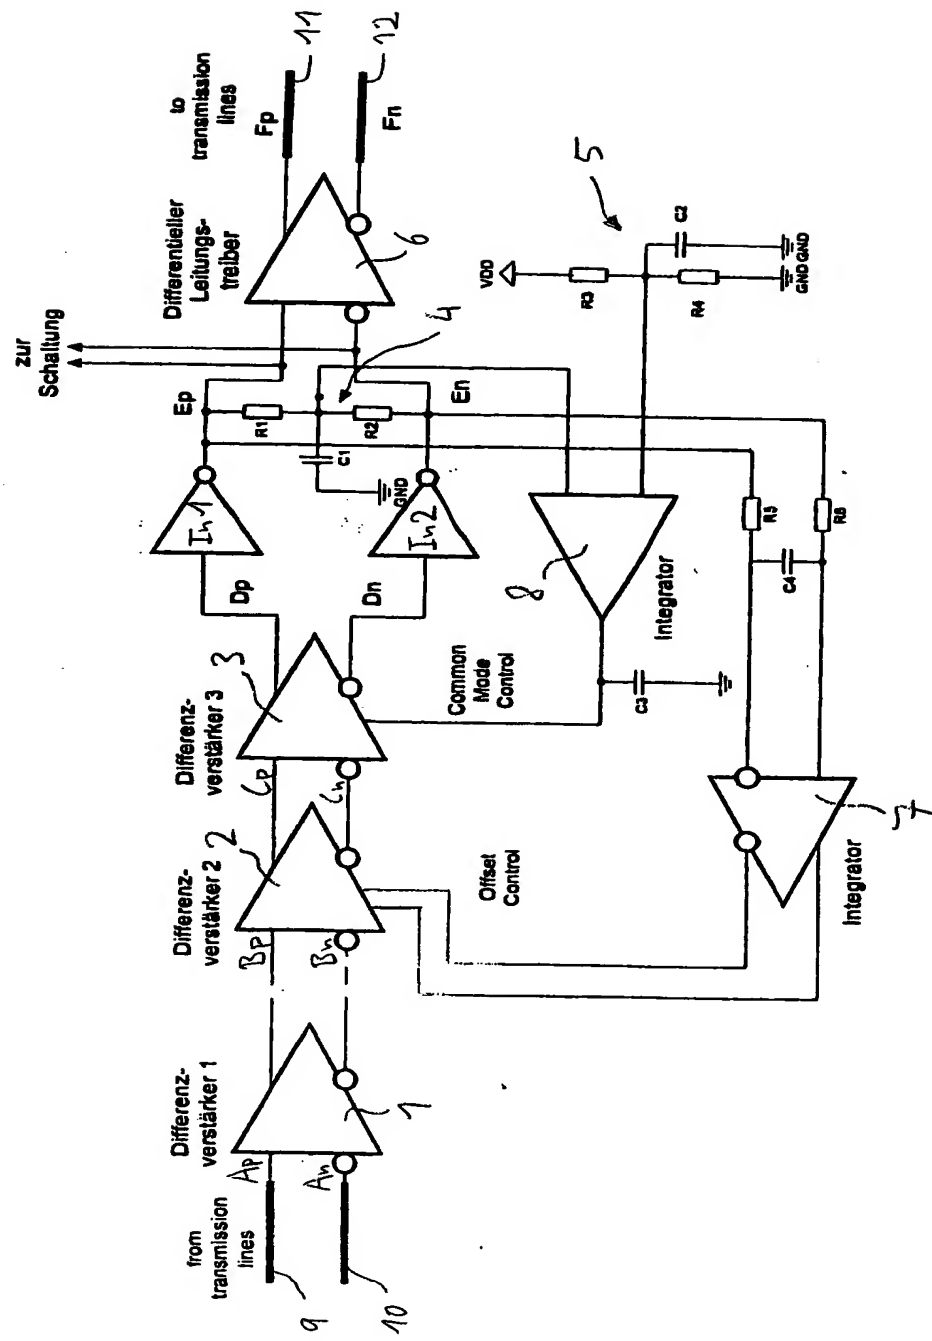 from
transmission
lines
9
10
Ap
An
Differenz-
verstärker 1
1
Bp
Bn
Differenz-
verstärker 2
2
Cp
Cn
Differenz-
verstärker 3
3
Dp
Dn
In1
In2
Ep
En
R1
R2
C1
GND
4
zur
Schaltung
Differentieller
Leitungs-
treiber
6
to
transmission
lines
Fp
Fn
11
12
Offset
Control
Common
Mode
Control
C3
8
Integrator
VDD
R3
R4
C2
GND
GND
5
R5
R6
C4
7
Integrator